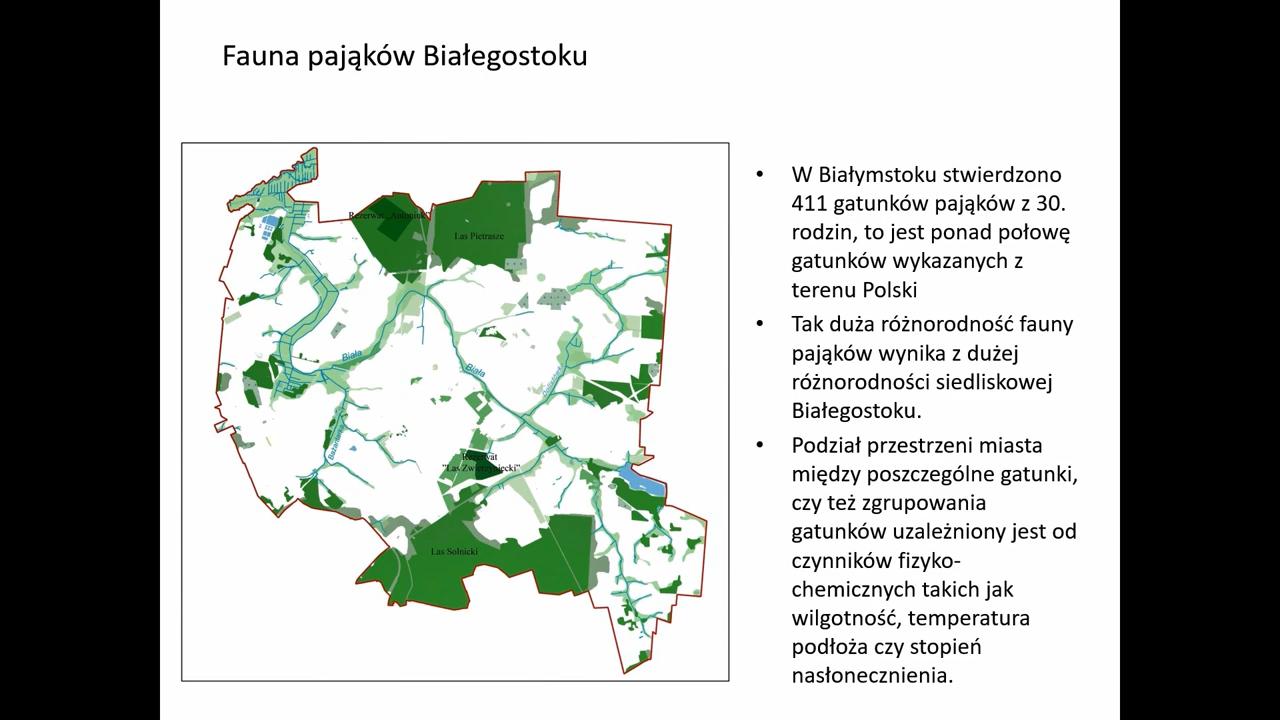 Fauna pająków Białegostoku
Rezerwat „Antoniuk”
Las Pietrasze
Biała
Biała
Bażantarka
Rezerwat
"Las Zwierzyniecki"
Las Solnicki
• W Białymstoku stwierdzono
411 gatunków pająków z 30.
rodzin, to jest ponad połowę
gatunków wykazanych z
terenu Polski
• Tak duża różnorodność fauny
pająków wynika z dużej
różnorodności siedliskowej
Białegostoku.
• Podział przestrzeni miasta
między poszczególne gatunki,
czy też zgrupowania
gatunków uzależniony jest od
czynników fizyko-
chemicznych takich jak
wilgotność, temperatura
podłoża czy stopień
nasłonecznienia.